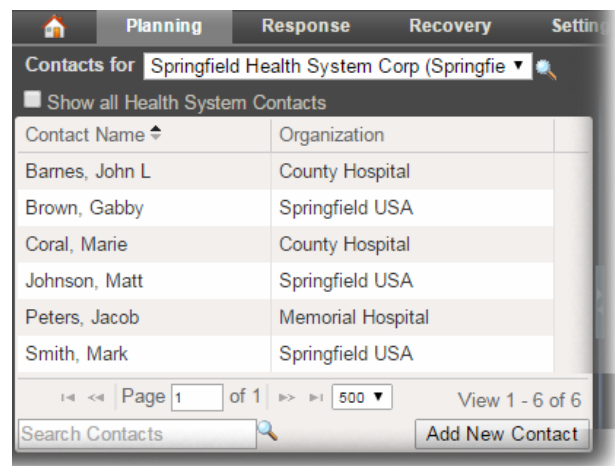 Planning Response Recovery Settin
Contacts for Springfield Health System Corp (Springfie
Show all Health System Contacts
Contact Name Organization
Barnes, John L County Hospital
Brown, Gabby Springfield USA
Coral, Marie County Hospital
Johnson, Matt Springfield USA
Peters, Jacob Memorial Hospital
Smith, Mark Springfield USA
Page 1 of 1 500 View 1 - 6 of 6
Search Contacts Add New Contact